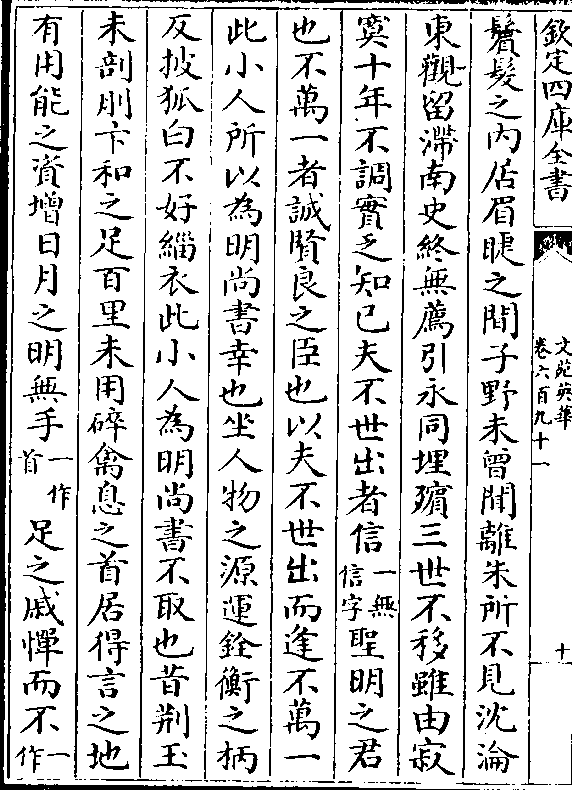 欽定四庫全書
文苑英華
卷六百九十一
十
鬢髮之内居眉睫之間子野未曾聞離朱所不見沈淪
東觀留滯南史終無薦引永同埋殯三世不移雖由寂
寞十年不調實乏知已夫不世出者信一無信字聖明之君
也不萬一者誠賢良之臣也以夫不世出而逢不萬一
此小人所以為明尚書幸也坐人物之源運銓衡之柄
反披狐白不好緇衣此小人為明尚書不取也昔荆玉
未剖刖卞和之足百里未用碎禽息之首居得言之地
有用能之資增日月之明無手一作首足之戚憚而不一作